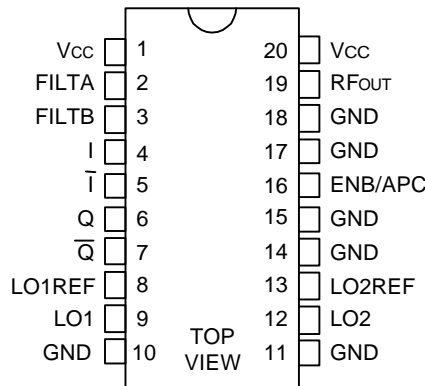 Vcc 1 20 Vcc
FILTA 2 19 RFOUT
FILTB 3 18 GND
I 4 17 GND
I̅ 5 16 ENB/APC
Q 6 15 GND
Q̅ 7 14 GND
LO1REF 8 13 LO2REF
LO1 9 12 LO2
GND 10 11 GND
TOP
VIEW